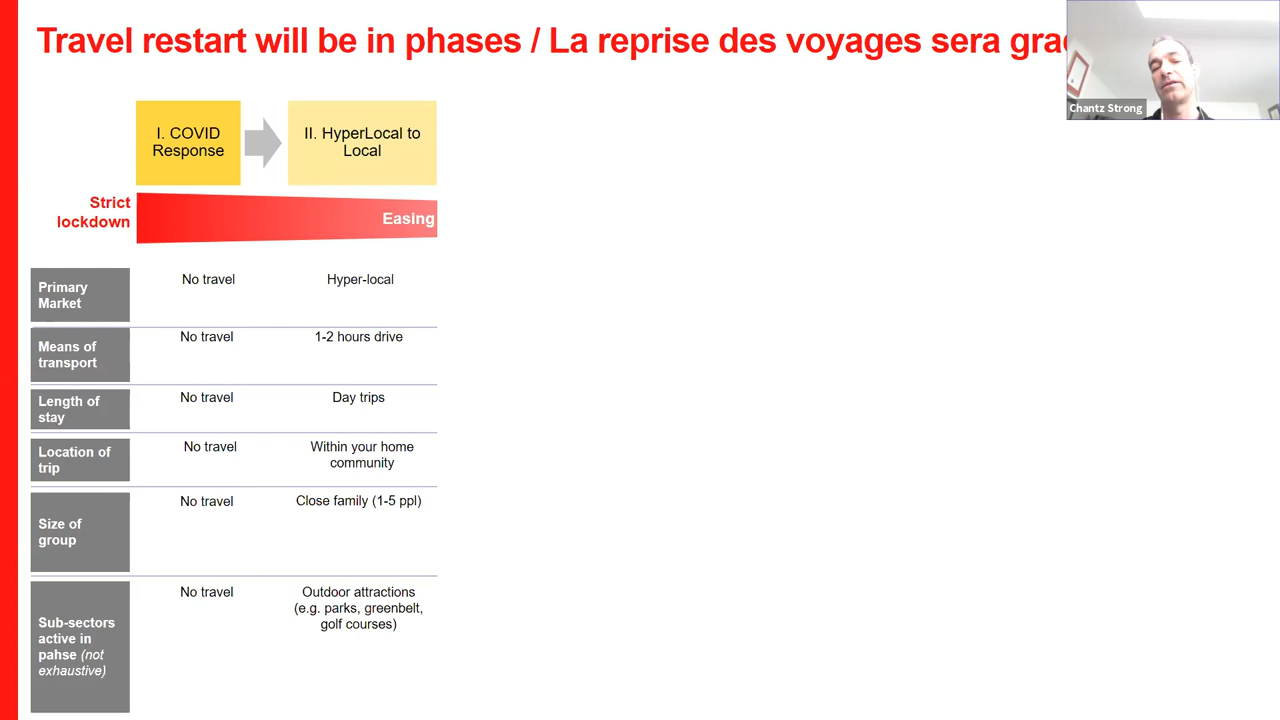 Travel restart will be in phases / La reprise des voyages sera
Chantz Strong
I. COVID
Response
II. HyperLocal to
Local
Strict
lockdown
Easing
Primary
Market
No travel
Hyper-local
Means of
transport
No travel
1-2 hours drive
Length of
stay
No travel
Day trips
Location of
trip
No travel
Within your home
community
Size of
group
No travel
Close family (1-5 ppl)
Sub-sectors
active in
pahse (not
exhaustive)
No travel
Outdoor attractions
(e.g. parks, greenbelt,
golf courses)